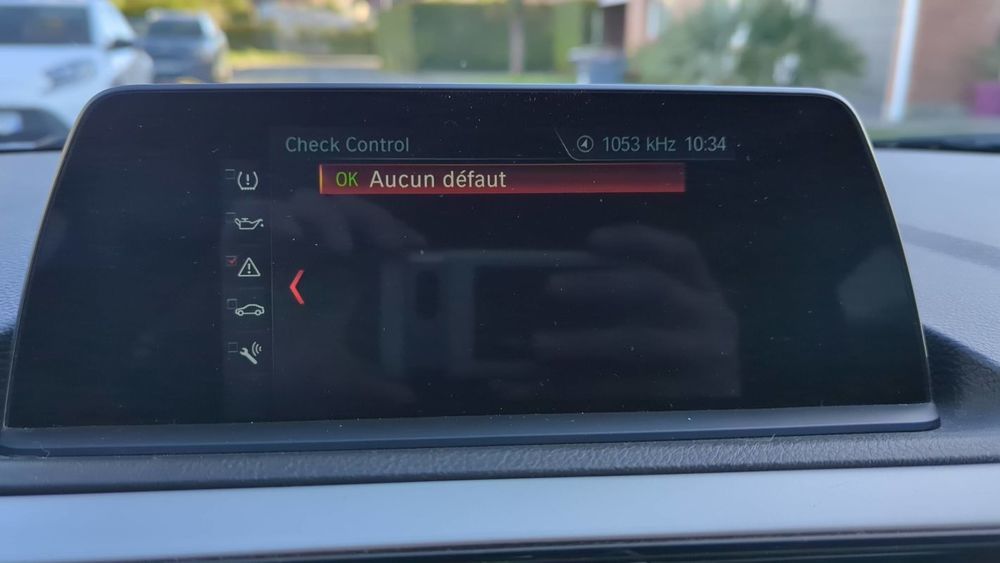 Check Control
1053 kHz 10:34
OK Aucun défaut